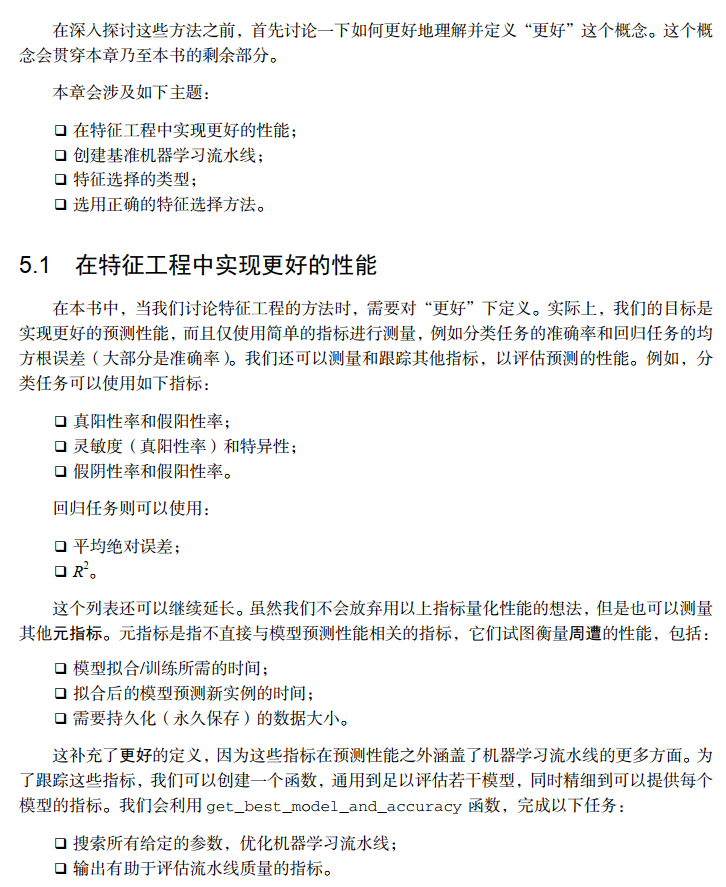 在深入探讨这些方法之前，首先讨论一下如何更好地理解并定义“更好”这个概念。这个概
念会贯穿本章乃至本书的剩余部分。
本章会涉及如下主题：
❑ 在特征工程中实现更好的性能；
❑ 创建基准机器学习流水线；
❑ 特征选择的类型；
❑ 选用正确的特征选择方法。
5.1 在特征工程中实现更好的性能
在本书中，当我们讨论特征工程的方法时，需要对“更好”下定义。实际上，我们的目标是
实现更好的预测性能，而且仅使用简单的指标进行测量，例如分类任务的准确率和回归任务的均
方根误差（大部分是准确率）。我们还可以测量和跟踪其他指标，以评估预测的性能。例如，分
类任务可以使用如下指标：
❑ 真阳性率和假阳性率；
❑ 灵敏度（真阳性率）和特异性；
❑ 假阴性率和假阳性率。
回归任务则可以使用：
❑ 平均绝对误差；
❑ R²。
这个列表还可以继续延长。虽然我们不会放弃用以上指标量化性能的想法，但是也可以测量
其他元指标。元指标是指不直接与模型预测性能相关的指标，它们试图衡量周遭的性能，包括：
❑ 模型拟合/训练所需的时间；
❑ 拟合后的模型预测新实例的时间；
❑ 需要持久化（永久保存）的数据大小。
这补充了更好的定义，因为这些指标在预测性能之外涵盖了机器学习流水线的更多方面。为
了跟踪这些指标，我们可以创建一个函数，通用到足以评估若干模型，同时精细到可以提供每个
模型的指标。我们会利用 get_best_model_and_accuracy 函数，完成以下任务：
❑ 搜索所有给定的参数，优化机器学习流水线；
❑ 输出有助于评估流水线质量的指标。